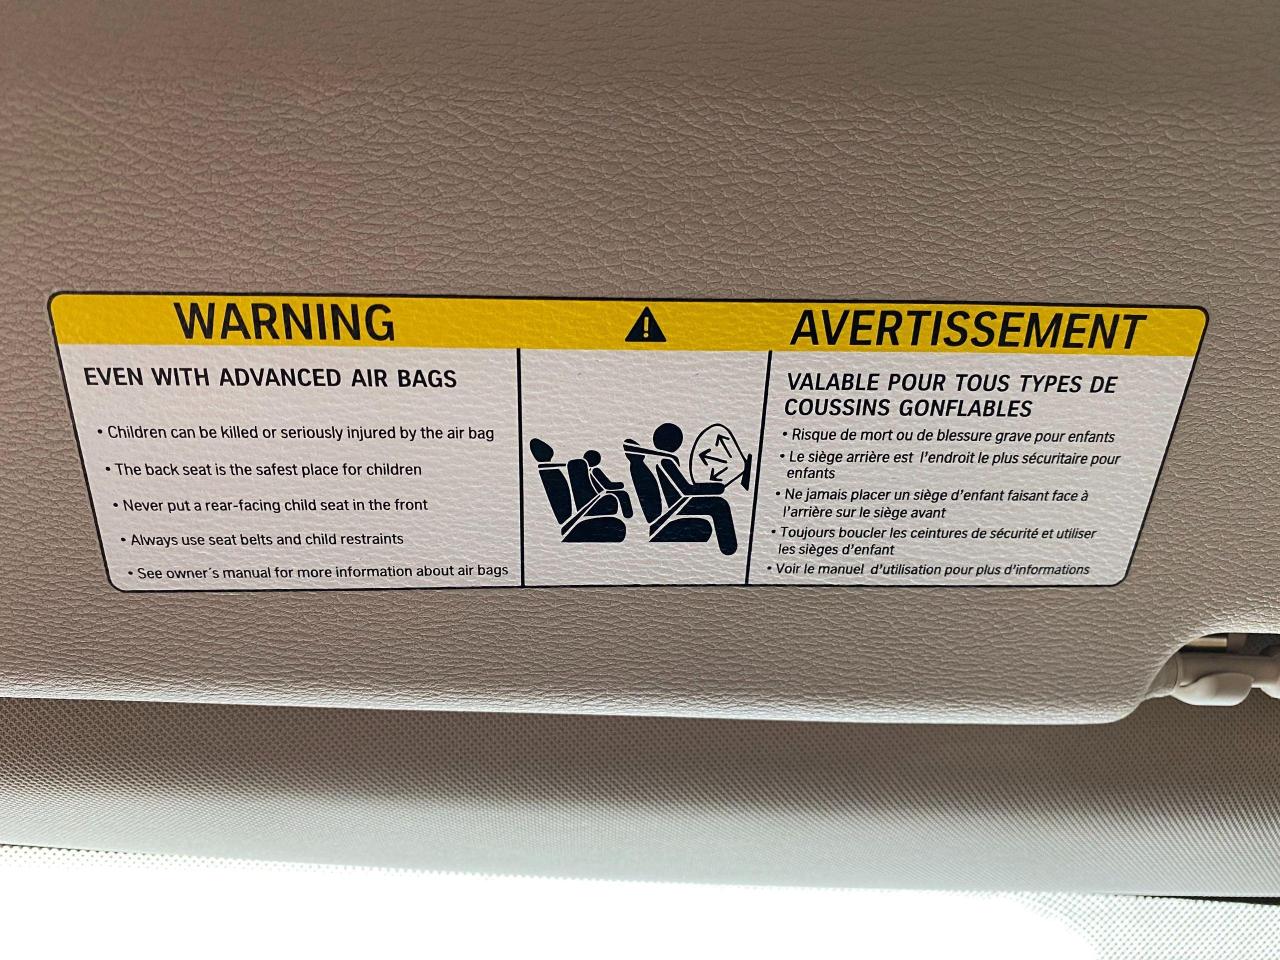 WARNING
EVEN WITH ADVANCED AIR BAGS
• Children can be killed or seriously injured by the air bag
• The back seat is the safest place for children
• Never put a rear-facing child seat in the front
• Always use seat belts and child restraints
• See owner's manual for more information about air bags
AVERTISSEMENT
VALABLE POUR TOUS TYPES DE
COUSSINS GONFLABLES
• Risque de mort ou de blessure grave pour enfants
• Le siège arrière est l'endroit le plus sécuritaire pour
enfants
• Ne jamais placer un siège d'enfant faisant face à
l'arrière sur le siège avant
• Toujours boucler les ceintures de sécurité et utiliser
les sièges d'enfant
• Voir le manuel d'utilisation pour plus d'informations